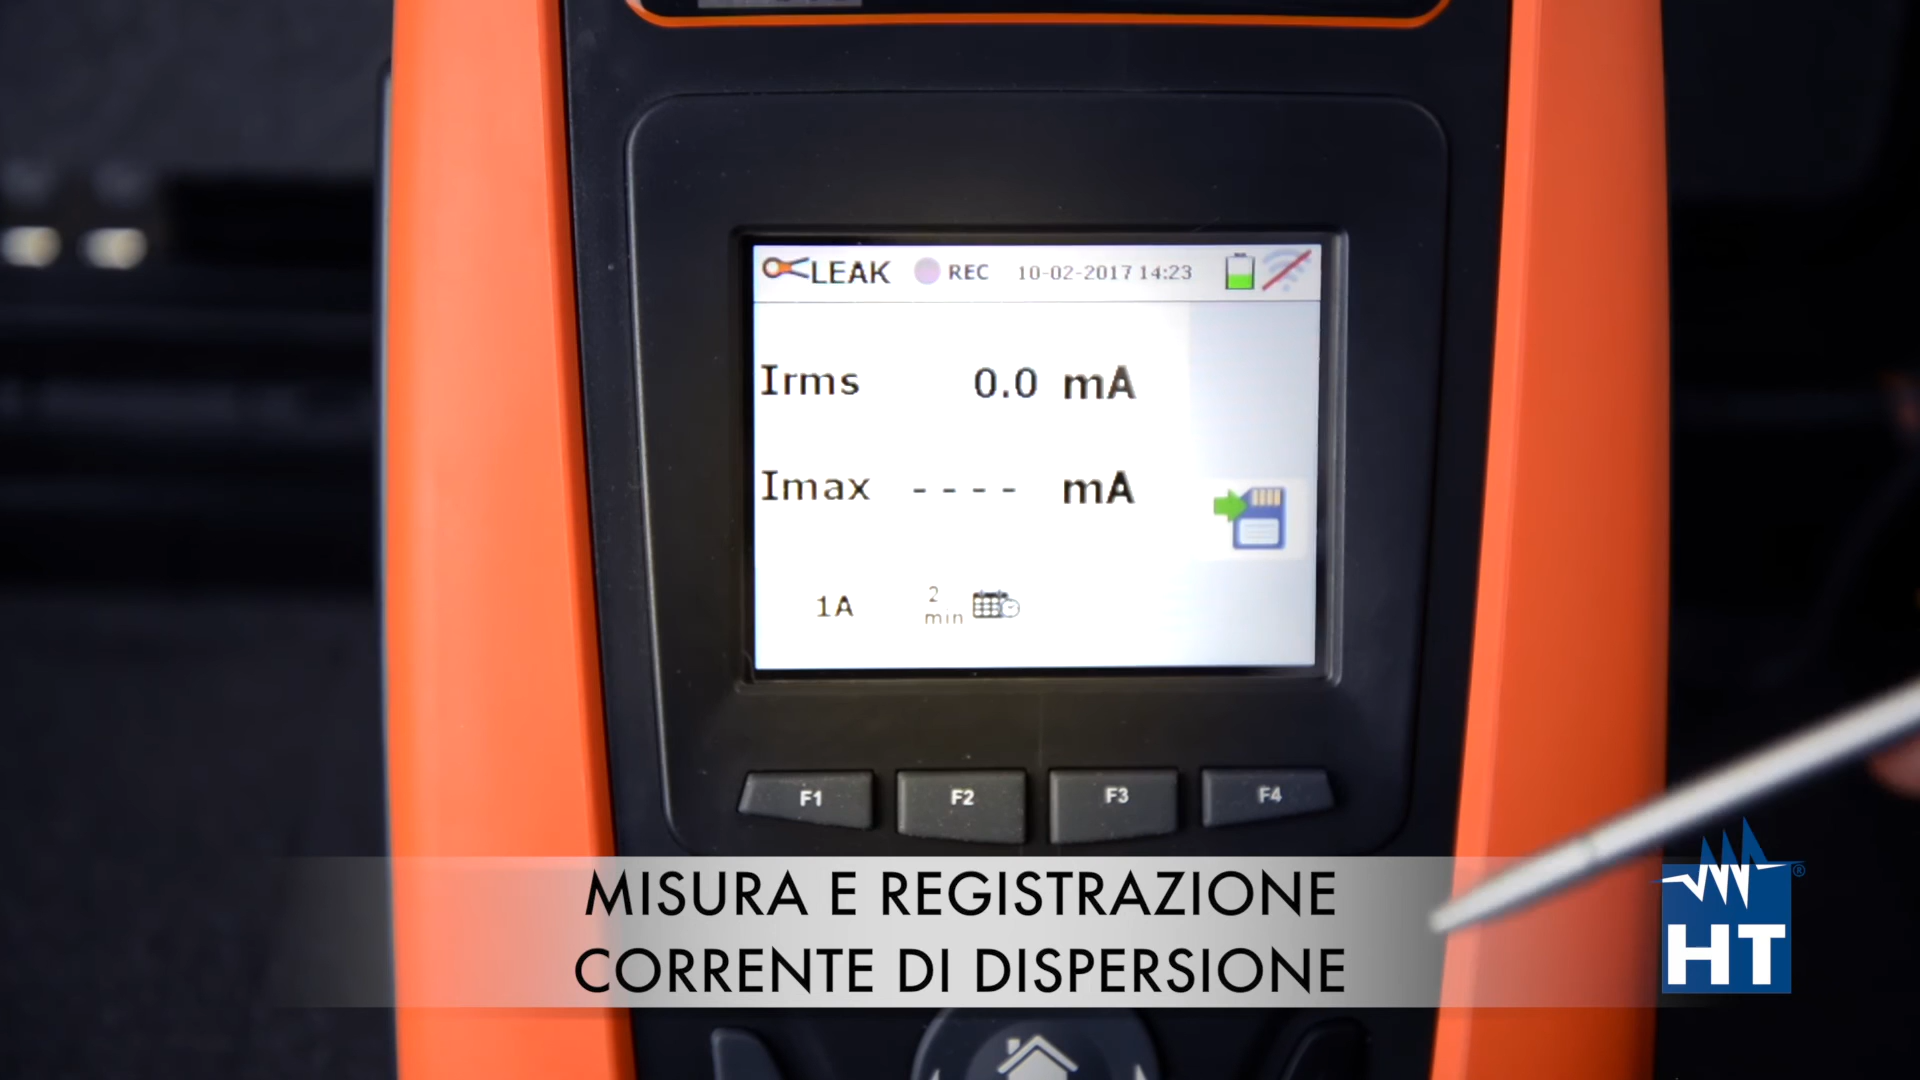 LEAK REC 10-02-2017 14:23
Irms 0.0 mA
Imax - - - - mA
1A 2 min
F1 F2 F3 F4
MISURA E REGISTRAZIONE
CORRENTE DI DISPERSIONE
HT®